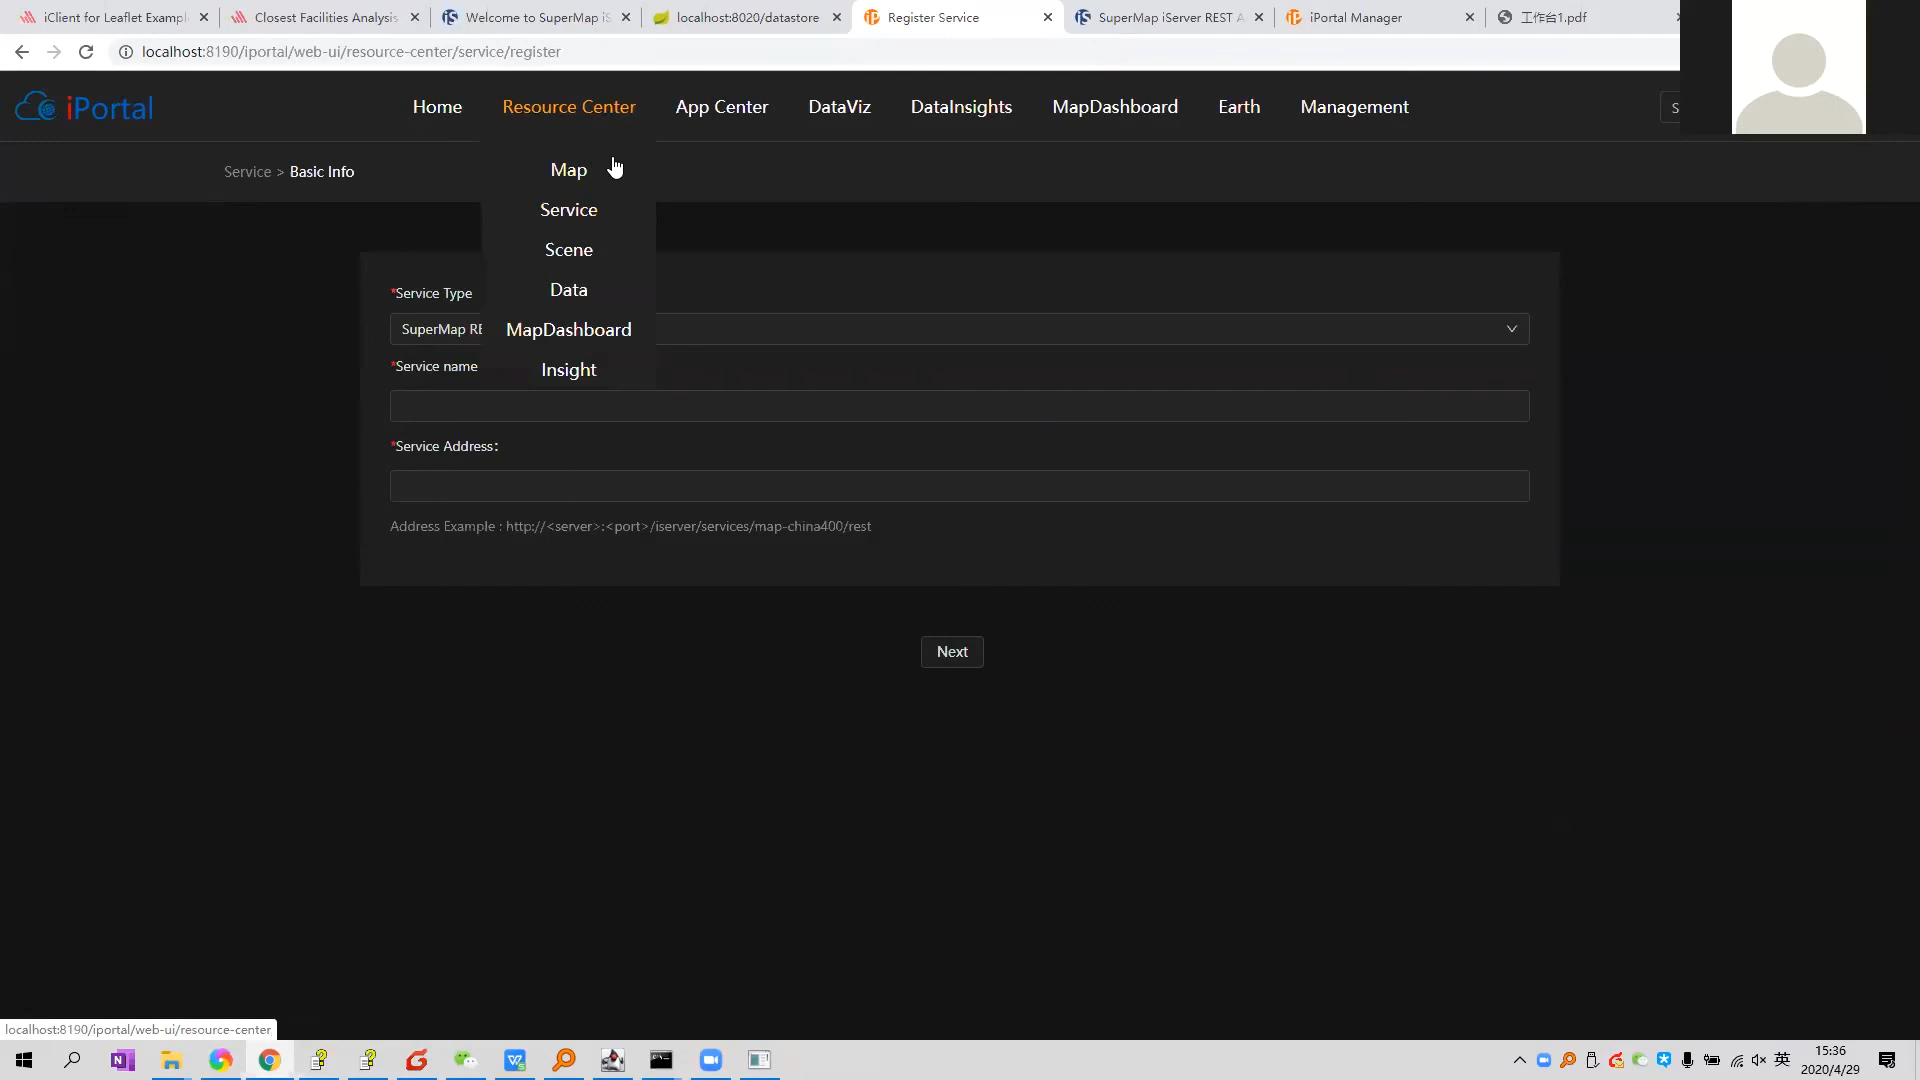 iClient for Leaflet Exampl
Closest Facilities Analysis
Welcome to SuperMap iS
localhost:8020/datastore
Register Service
SuperMap iServer REST A
iPortal Manager
工作台1.pdf
localhost:8190/iportal/web-ui/resource-center/service/register
iPortal
Home
Resource Center
App Center
DataViz
DataInsights
MapDashboard
Earth
Management
S
Service > Basic Info
Map
Service
Scene
Data
MapDashboard
Insight
*Service Type
SuperMap RE
*Service name
*Service Address:
Address Example : http://<server>:<port>/iserver/services/map-china400/rest
Next
localhost:8190/iportal/web-ui/resource-center
英
15:36
2020/4/29